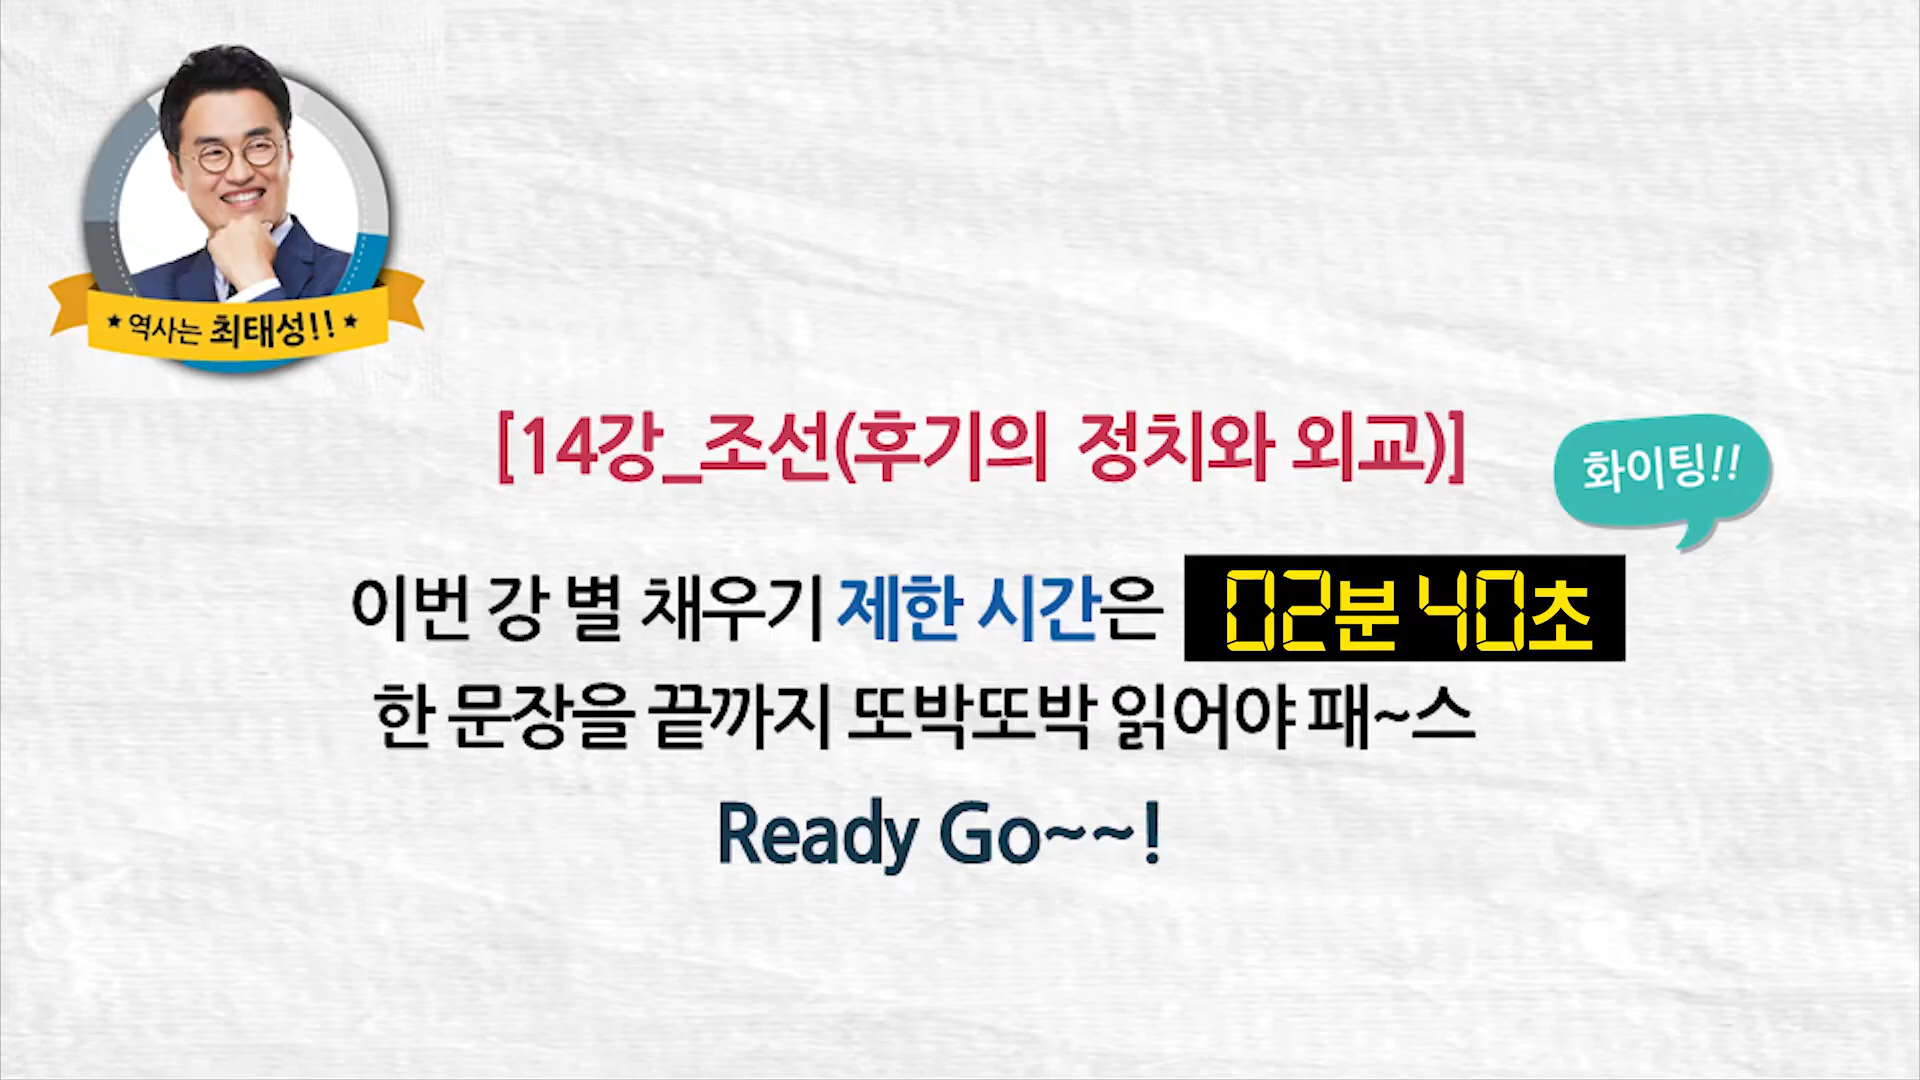 ★역사는 최태성!!★
[14강_조선(후기의 정치와 외교)]
화이팅!!
이번 강 별 채우기 제한 시간은 02분 40초
한 문장을 끝까지 또박또박 읽어야 패~스
Ready Go~~!